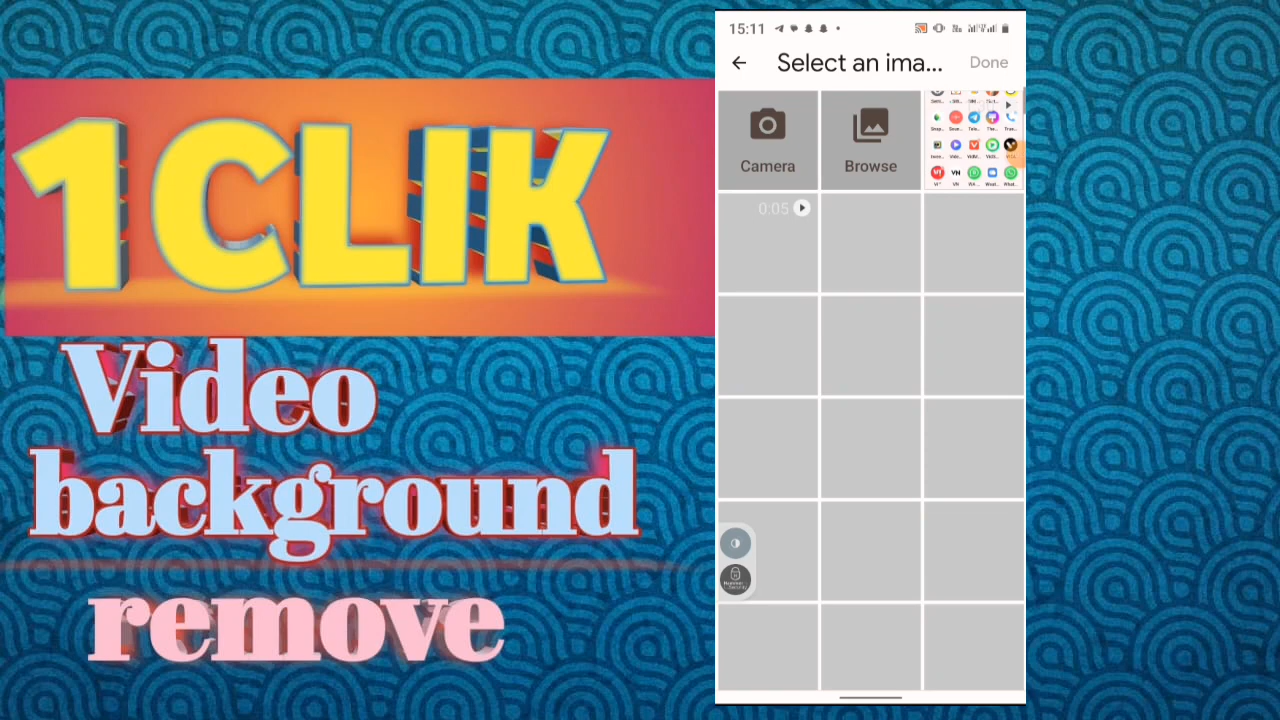 1CLIK
Video
background
remove
15:11
Select an ima...
Done
Camera
Browse
0:05